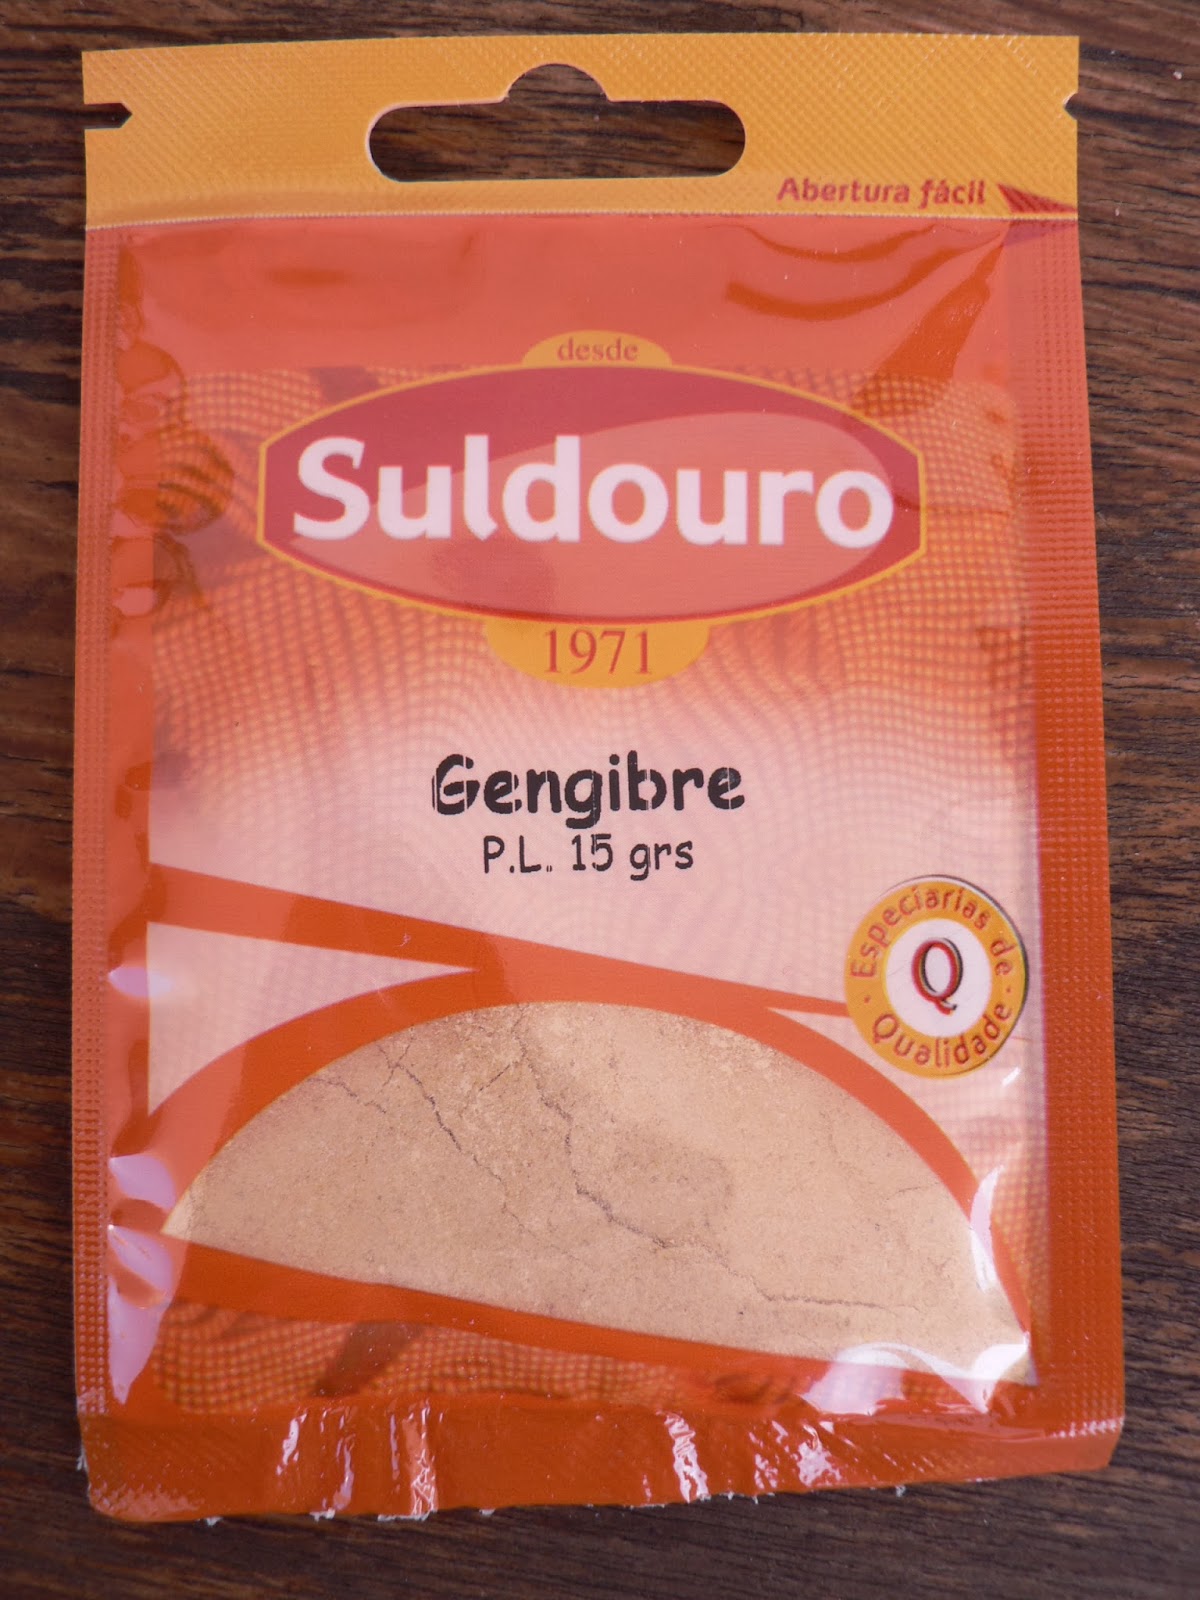 Abertura fácil
desde
Suldouro
1971
Gengibre
P.L. 15 grs
Especiarias de
Q
Qualidade